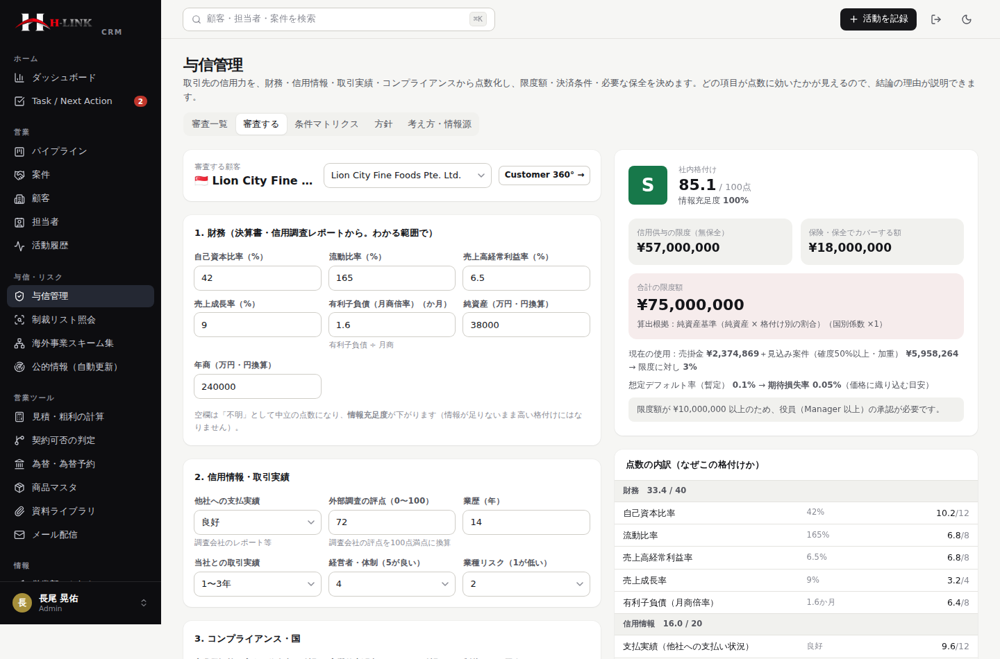 H-LINK CRM
ホーム
ダッシュボード
Task / Next Action 2
営業
パイプライン
案件
顧客
担当者
活動履歴
与信・リスク
与信管理
制裁リスト照会
海外事業スキーム集
公的情報（自動更新）
営業ツール
見積・粗利の計算
契約可否の判定
為替・為替予約
商品マスタ
資料ライブラリ
メール配信
情報
長 長尾 晃佑
Admin
顧客・担当者・案件を検索 ⌘K
活動を記録
与信管理
取引先の信用力を、財務・信用情報・取引実績・コンプライアンスから点数化し、限度額・決済条件・必要な保全を決めます。どの項目が点数に効いたかが見えるので、結論の理由が説明できま
す。
審査一覧 審査する 条件マトリクス 方針 考え方・情報源
審査する顧客
Lion City Fine … Lion City Fine Foods Pte. Ltd. Customer 360° →
1. 財務（決算書・信用調査レポートから。わかる範囲で）
自己資本比率（%） 流動比率（%） 売上高経常利益率（%）
42 165 6.5
売上成長率（%） 有利子負債（月商倍率）（か月） 純資産（万円・円換算）
9 1.6 38000
有利子負債 ÷ 月商
年商（万円・円換算）
240000
空欄は「不明」として中立の点数になり、情報充足度が下がります（情報が足りないまま高い格付けにはな
りません）。
2. 信用情報・取引実績
他社への支払実績 外部調査の評点（0〜100） 業歴（年）
良好 72 14
調査会社のレポート等 調査会社の評点を100点満点に換算
当社との取引実績 経営者・体制（5が良い） 業種リスク（1が低い）
1〜3年 4 2
3. コンプライアンス・国
S
社内格付け
85.1 / 100点
情報充足度 100%
信用供与の限度（無保全） 保険・保全でカバーする額
¥57,000,000 ¥18,000,000
合計の限度額
¥75,000,000
算出根拠：純資産基準（純資産 × 格付け別の割合）（国別係数 ×1）
現在の使用：売掛金 ¥2,374,869＋見込み案件（確度50%以上・加重） ¥5,958,264
→ 限度に対し 3%
想定デフォルト率（暫定） 0.1% → 期待損失率 0.05%（価格に織り込む目安）
限度額が ¥10,000,000 以上のため、役員（Manager 以上）の承認が必要です。
点数の内訳（なぜこの格付けか）
財務 33.4 / 40
自己資本比率 42% 10.2/12
流動比率 165% 6.8/8
売上高経常利益率 6.5% 6.8/8
売上成長率 9% 3.2/4
有利子負債（月商倍率） 1.6か月 6.4/8
信用情報 16.0 / 20
支払実績（他社への支払い状況） 良好 9.6/12